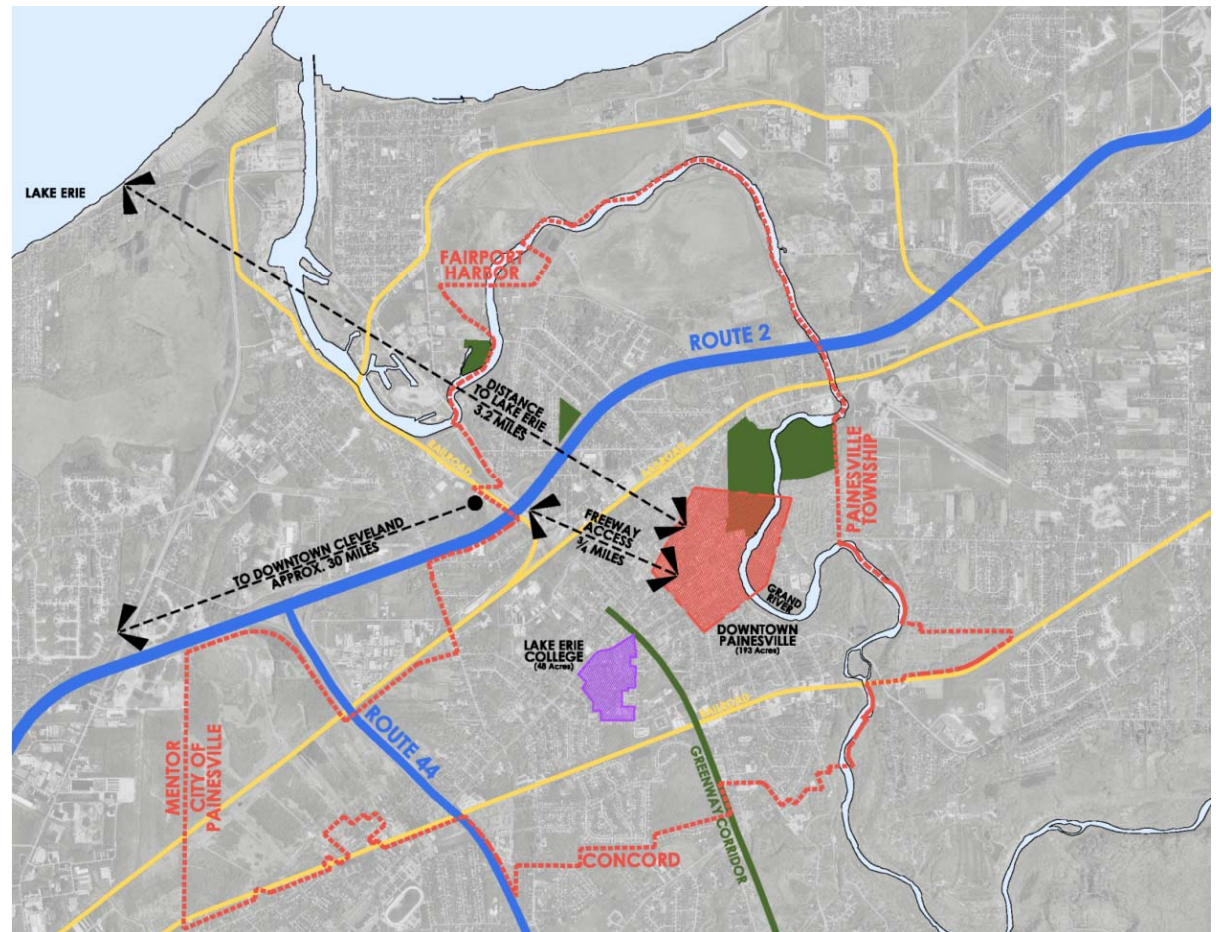 LAKE ERIE
FAIRPORT
HARBOR
ROUTE 2
DISTANCE
TO LAKE ERIE
3.2 MILES
RAILROAD
RAILROAD
PAINESVILLE
TOWNSHIP
FREEWAY
ACCESS
3/4 MILES
TO DOWNTOWN CLEVELAND
APPROX. 30 MILES
GRAND
RIVER
DOWNTOWN
PAINESVILLE
(193 Acres)
LAKE ERIE
COLLEGE
(48 Acres)
RAILROAD
ROUTE 44
MENTOR
CITY OF
PAINESVILLE
GREENWAY CORRIDOR
CONCORD